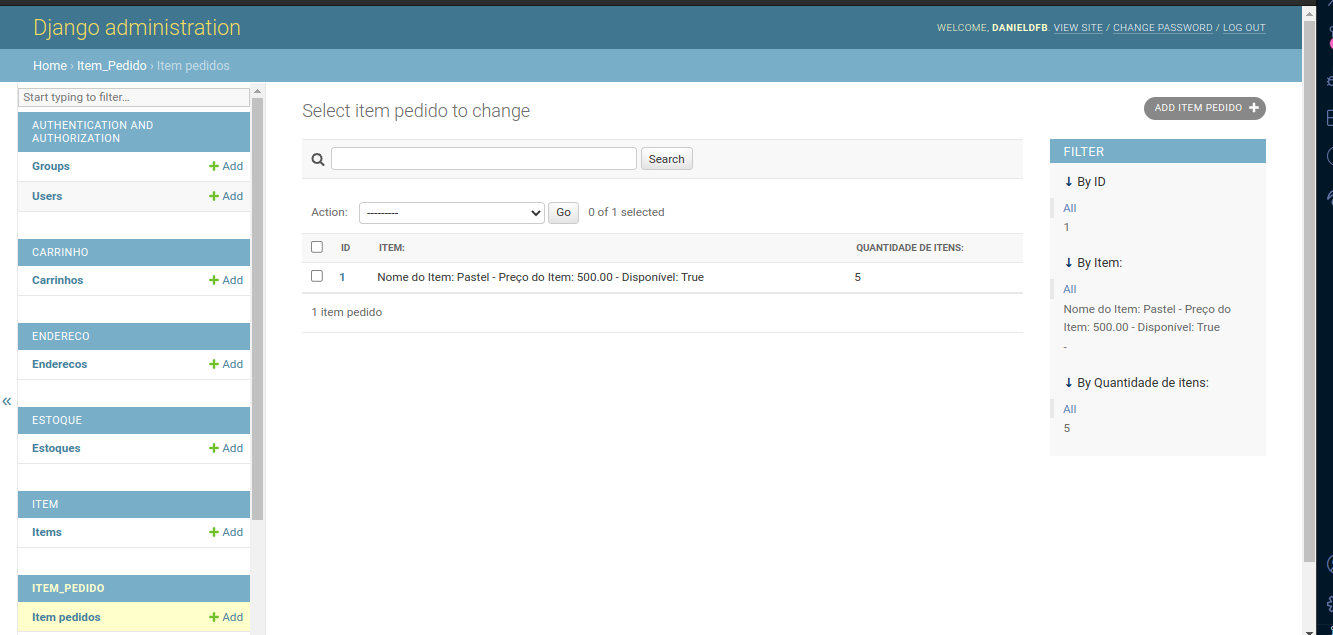 Django administration
WELCOME, DANIELDFB. VIEW SITE / CHANGE PASSWORD / LOG OUT
Home › Item_Pedido › Item pedidos
Start typing to filter...
AUTHENTICATION AND
AUTHORIZATION
Groups + Add
Users + Add
CARRINHO
Carrinhos + Add
ENDERECO
Enderecos + Add
ESTOQUE
Estoques + Add
ITEM
Items + Add
ITEM_PEDIDO
Item pedidos + Add
«
Select item pedido to change
ADD ITEM PEDIDO +
Search
Action: --------- Go 0 of 1 selected
ID ITEM: QUANTIDADE DE ITENS:
1 Nome do Item: Pastel - Preço do Item: 500.00 - Disponível: True 5
1 item pedido
FILTER
↓ By ID
All
1
↓ By Item:
All
Nome do Item: Pastel - Preço do
Item: 500.00 - Disponível: True
-
↓ By Quantidade de itens:
All
5